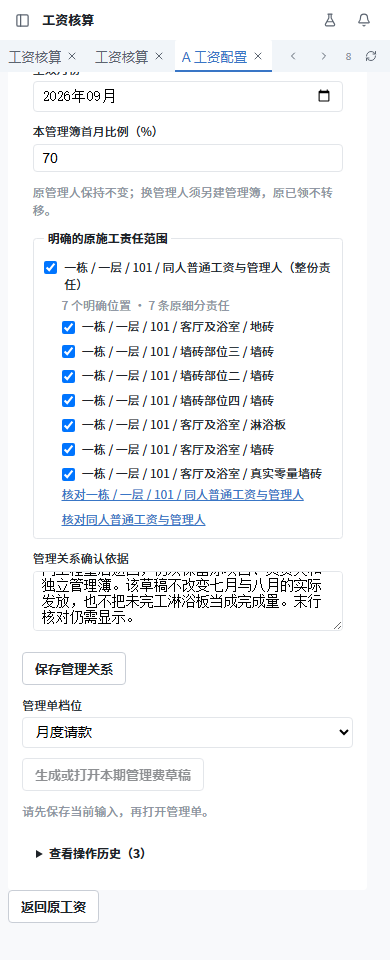 工资核算
工资核算
工资核算
A 工资配置
8
2026年09月
本管理簿首月比例（%）
70
原管理人保持不变；换管理人须另建管理簿，原已领不转
移。
明确的原施工责任范围
一栋 / 一层 / 101 / 同人普通工资与管理人（整份责
任）
7 个明确位置 · 7 条原细分责任
一栋 / 一层 / 101 / 客厅及浴室 / 地砖
一栋 / 一层 / 101 / 墙砖部位三 / 墙砖
一栋 / 一层 / 101 / 墙砖部位二 / 墙砖
一栋 / 一层 / 101 / 墙砖部位四 / 墙砖
一栋 / 一层 / 101 / 客厅及浴室 / 淋浴板
一栋 / 一层 / 101 / 客厅及浴室 / 墙砖
一栋 / 一层 / 101 / 客厅及浴室 / 真实零量墙砖
核对一栋 / 一层 / 101 / 同人普通工资与管理人
核对同人普通工资与管理人
管理关系确认依据
独立管理簿。该草稿不改变七月与八月的实际
发放，也不把未完工淋浴板当成完成量。末行
核对仍需显示。
保存管理关系
管理单档位
月度请款
生成或打开本期管理费草稿
请先保存当前输入，再打开管理单。
查看操作历史（3）
返回原工资